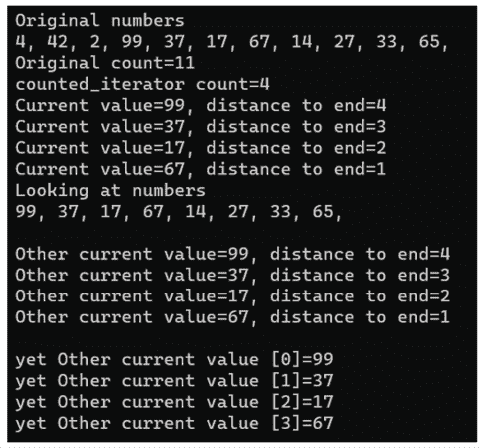 Original numbers
4, 42, 2, 99, 37, 17, 67, 14, 27, 33, 65,
Original count=11
counted_iterator count=4
Current value=99, distance to end=4
Current value=37, distance to end=3
Current value=17, distance to end=2
Current value=67, distance to end=1
Looking at numbers
99, 37, 17, 67, 14, 27, 33, 65,
Other current value=99, distance to end=4
Other current value=37, distance to end=3
Other current value=17, distance to end=2
Other current value=67, distance to end=1
yet Other current value [0]=99
yet Other current value [1]=37
yet Other current value [2]=17
yet Other current value [3]=67